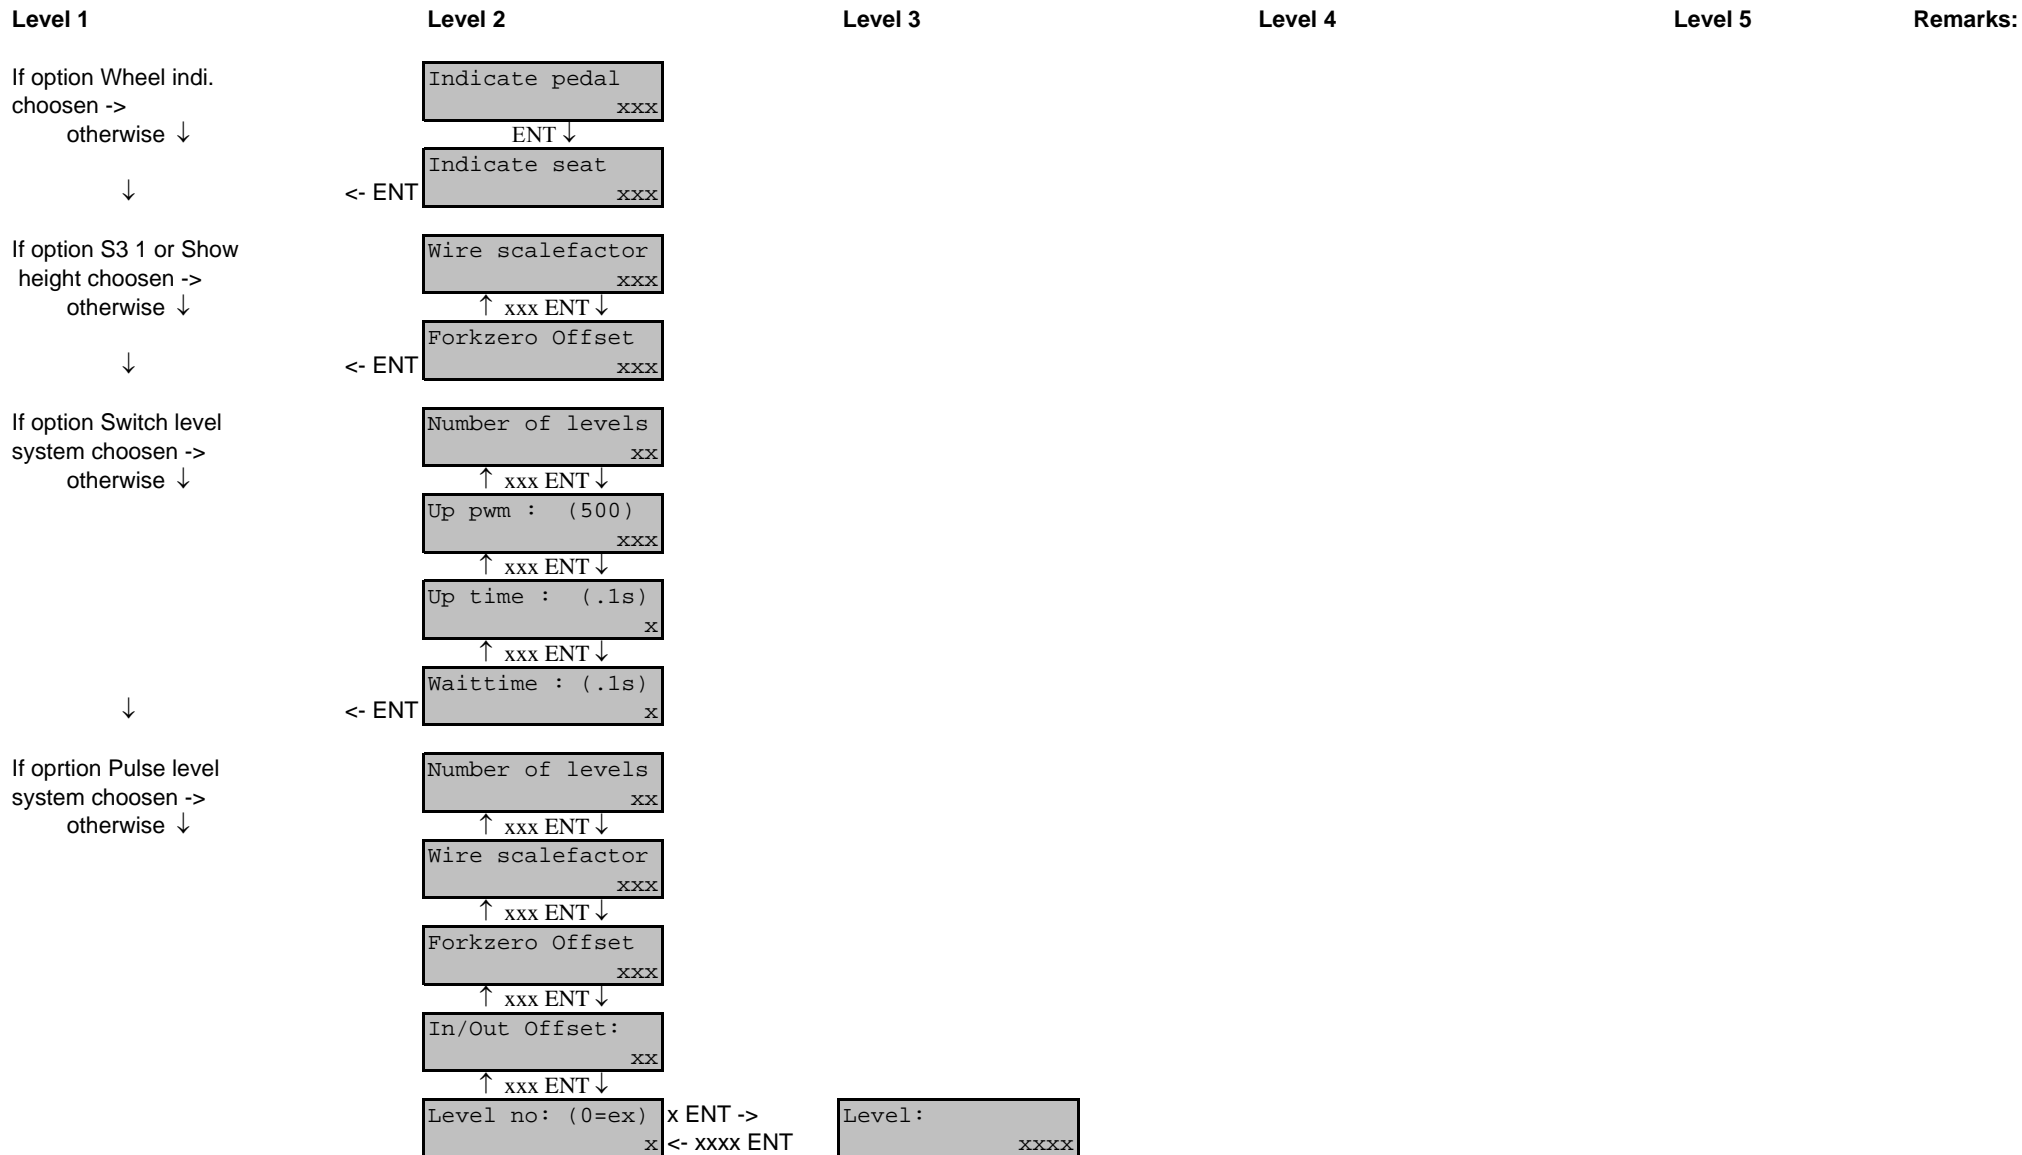 Level 1 Level 2 Level 3 Level 4 Level 5 Remarks:
If option Wheel indi. Indicate pedal
choosen -> xxx
otherwise ↓ ENT ↓
Indicate seat
↓ <- ENT xxx
If option S3 1 or Show Wire scalefactor
height choosen -> xxx
otherwise ↓ ↑ xxx ENT ↓
Forkzero Offset
↓ <- ENT xxx
If option Switch level Number of levels
system choosen -> xx
otherwise ↓ ↑ xxx ENT ↓
Up pwm : (500)
xxx
↑ xxx ENT ↓
Up time : (.1s)
x
↑ xxx ENT ↓
Waittime : (.1s)
↓ <- ENT x
If oprtion Pulse level Number of levels
system choosen -> xx
otherwise ↓ ↑ xxx ENT ↓
Wire scalefactor
xxx
↑ xxx ENT ↓
Forkzero Offset
xxx
↑ xxx ENT ↓
In/Out Offset:
xx
↑ xxx ENT ↓
Level no: (0=ex) x ENT -> Level:
x <- xxxx ENT xxxx